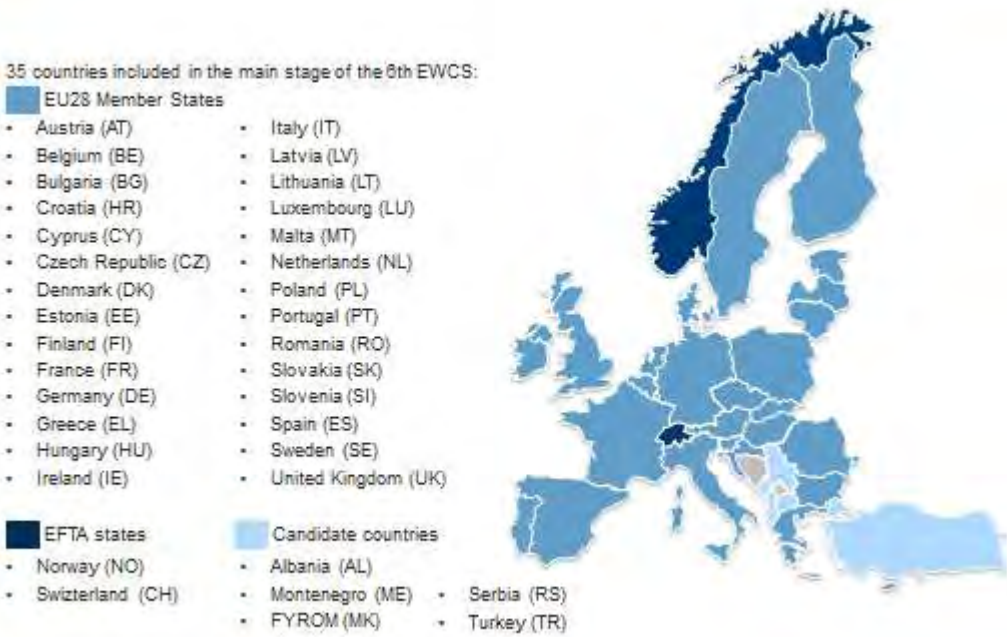 35 countries included in the main stage of the 6th EWCS:
EU28 Member States
• Austria (AT)
• Belgium (BE)
• Bulgaria (BG)
• Croatia (HR)
• Cyprus (CY)
• Czech Republic (CZ)
• Denmark (DK)
• Estonia (EE)
• Finland (FI)
• France (FR)
• Germany (DE)
• Greece (EL)
• Hungary (HU)
• Ireland (IE)
• Italy (IT)
• Latvia (LV)
• Lithuania (LT)
• Luxembourg (LU)
• Malta (MT)
• Netherlands (NL)
• Poland (PL)
• Portugal (PT)
• Romania (RO)
• Slovakia (SK)
• Slovenia (SI)
• Spain (ES)
• Sweden (SE)
• United Kingdom (UK)
EFTA states
• Norway (NO)
• Swizterland (CH)
Candidate countries
• Albania (AL)
• Montenegro (ME)
• FYROM (MK)
• Serbia (RS)
• Turkey (TR)